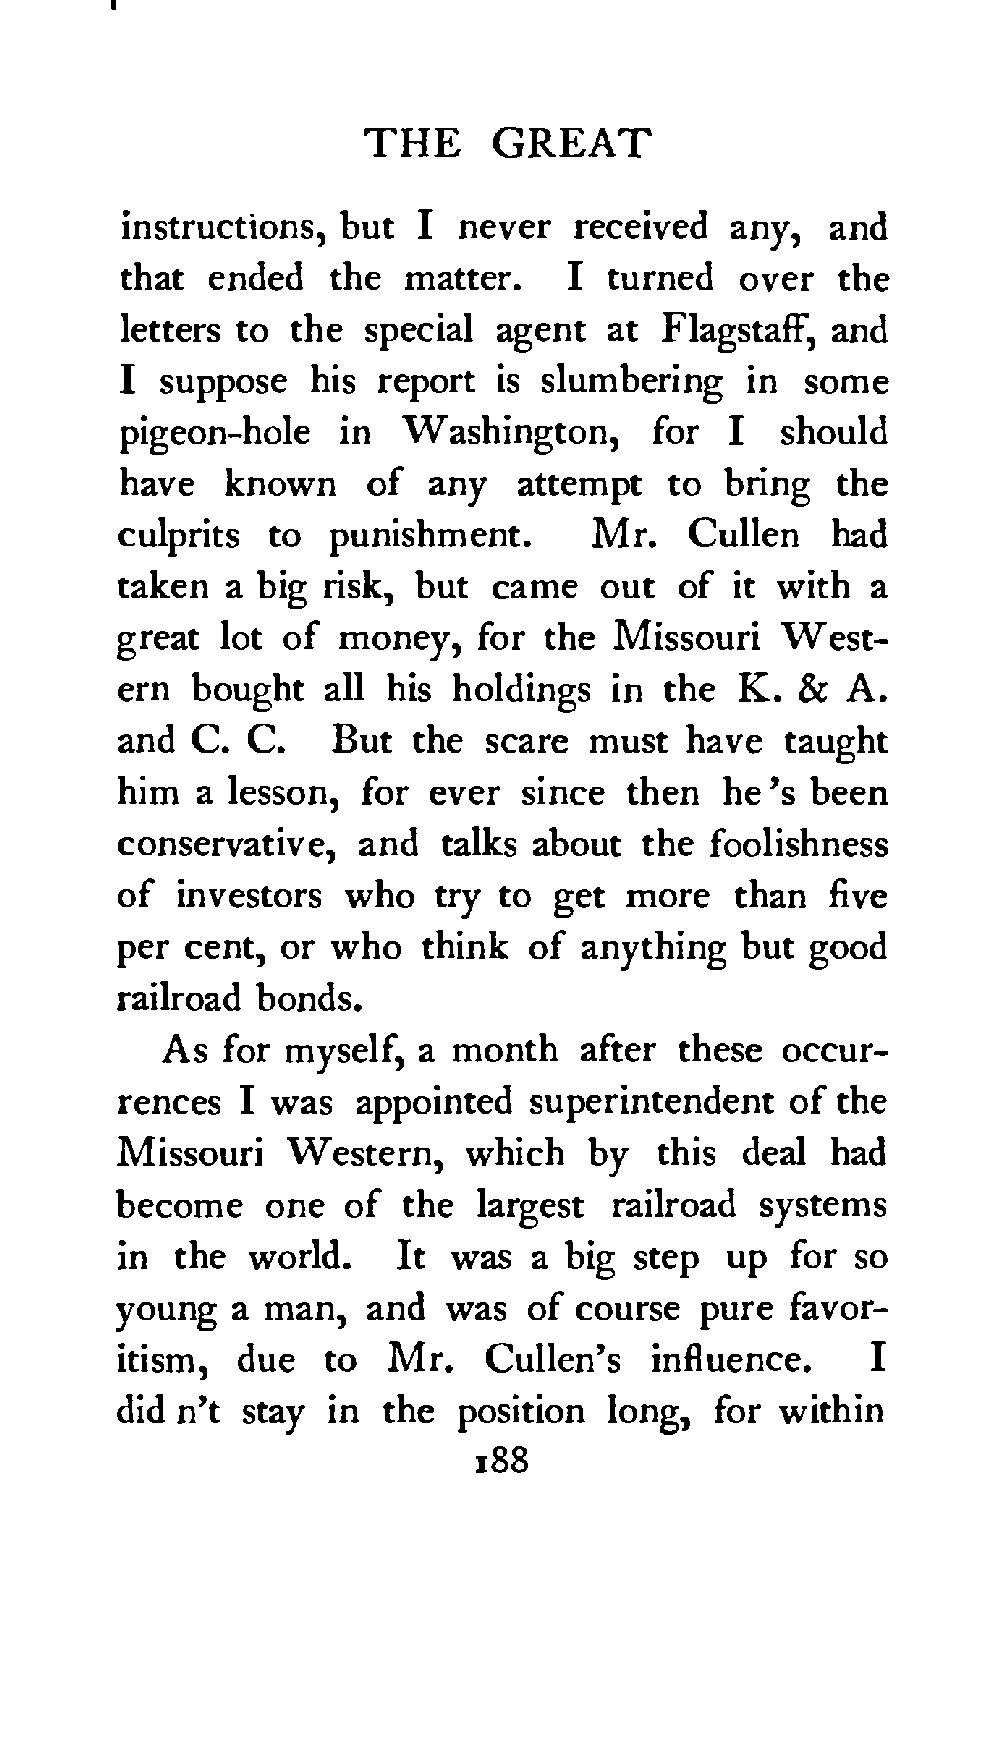 THE GREAT
instructions, but I never received any, and
that ended the matter. I turned over the
letters to the special agent at Flagstaff, and
I suppose his report is slumbering in some
pigeon-hole in Washington, for I should
have known of any attempt to bring the
culprits to punishment. Mr. Cullen had
taken a big risk, but came out of it with a
great lot of money, for the Missouri West-
ern bought all his holdings in the K. & A.
and C. C. But the scare must have taught
him a lesson, for ever since then he 's been
conservative, and talks about the foolishness
of investors who try to get more than five
per cent, or who think of anything but good
railroad bonds.
As for myself, a month after these occur-
rences I was appointed superintendent of the
Missouri Western, which by this deal had
become one of the largest railroad systems
in the world. It was a big step up for so
young a man, and was of course pure favor-
itism, due to Mr. Cullen's influence. I
did n't stay in the position long, for within
188